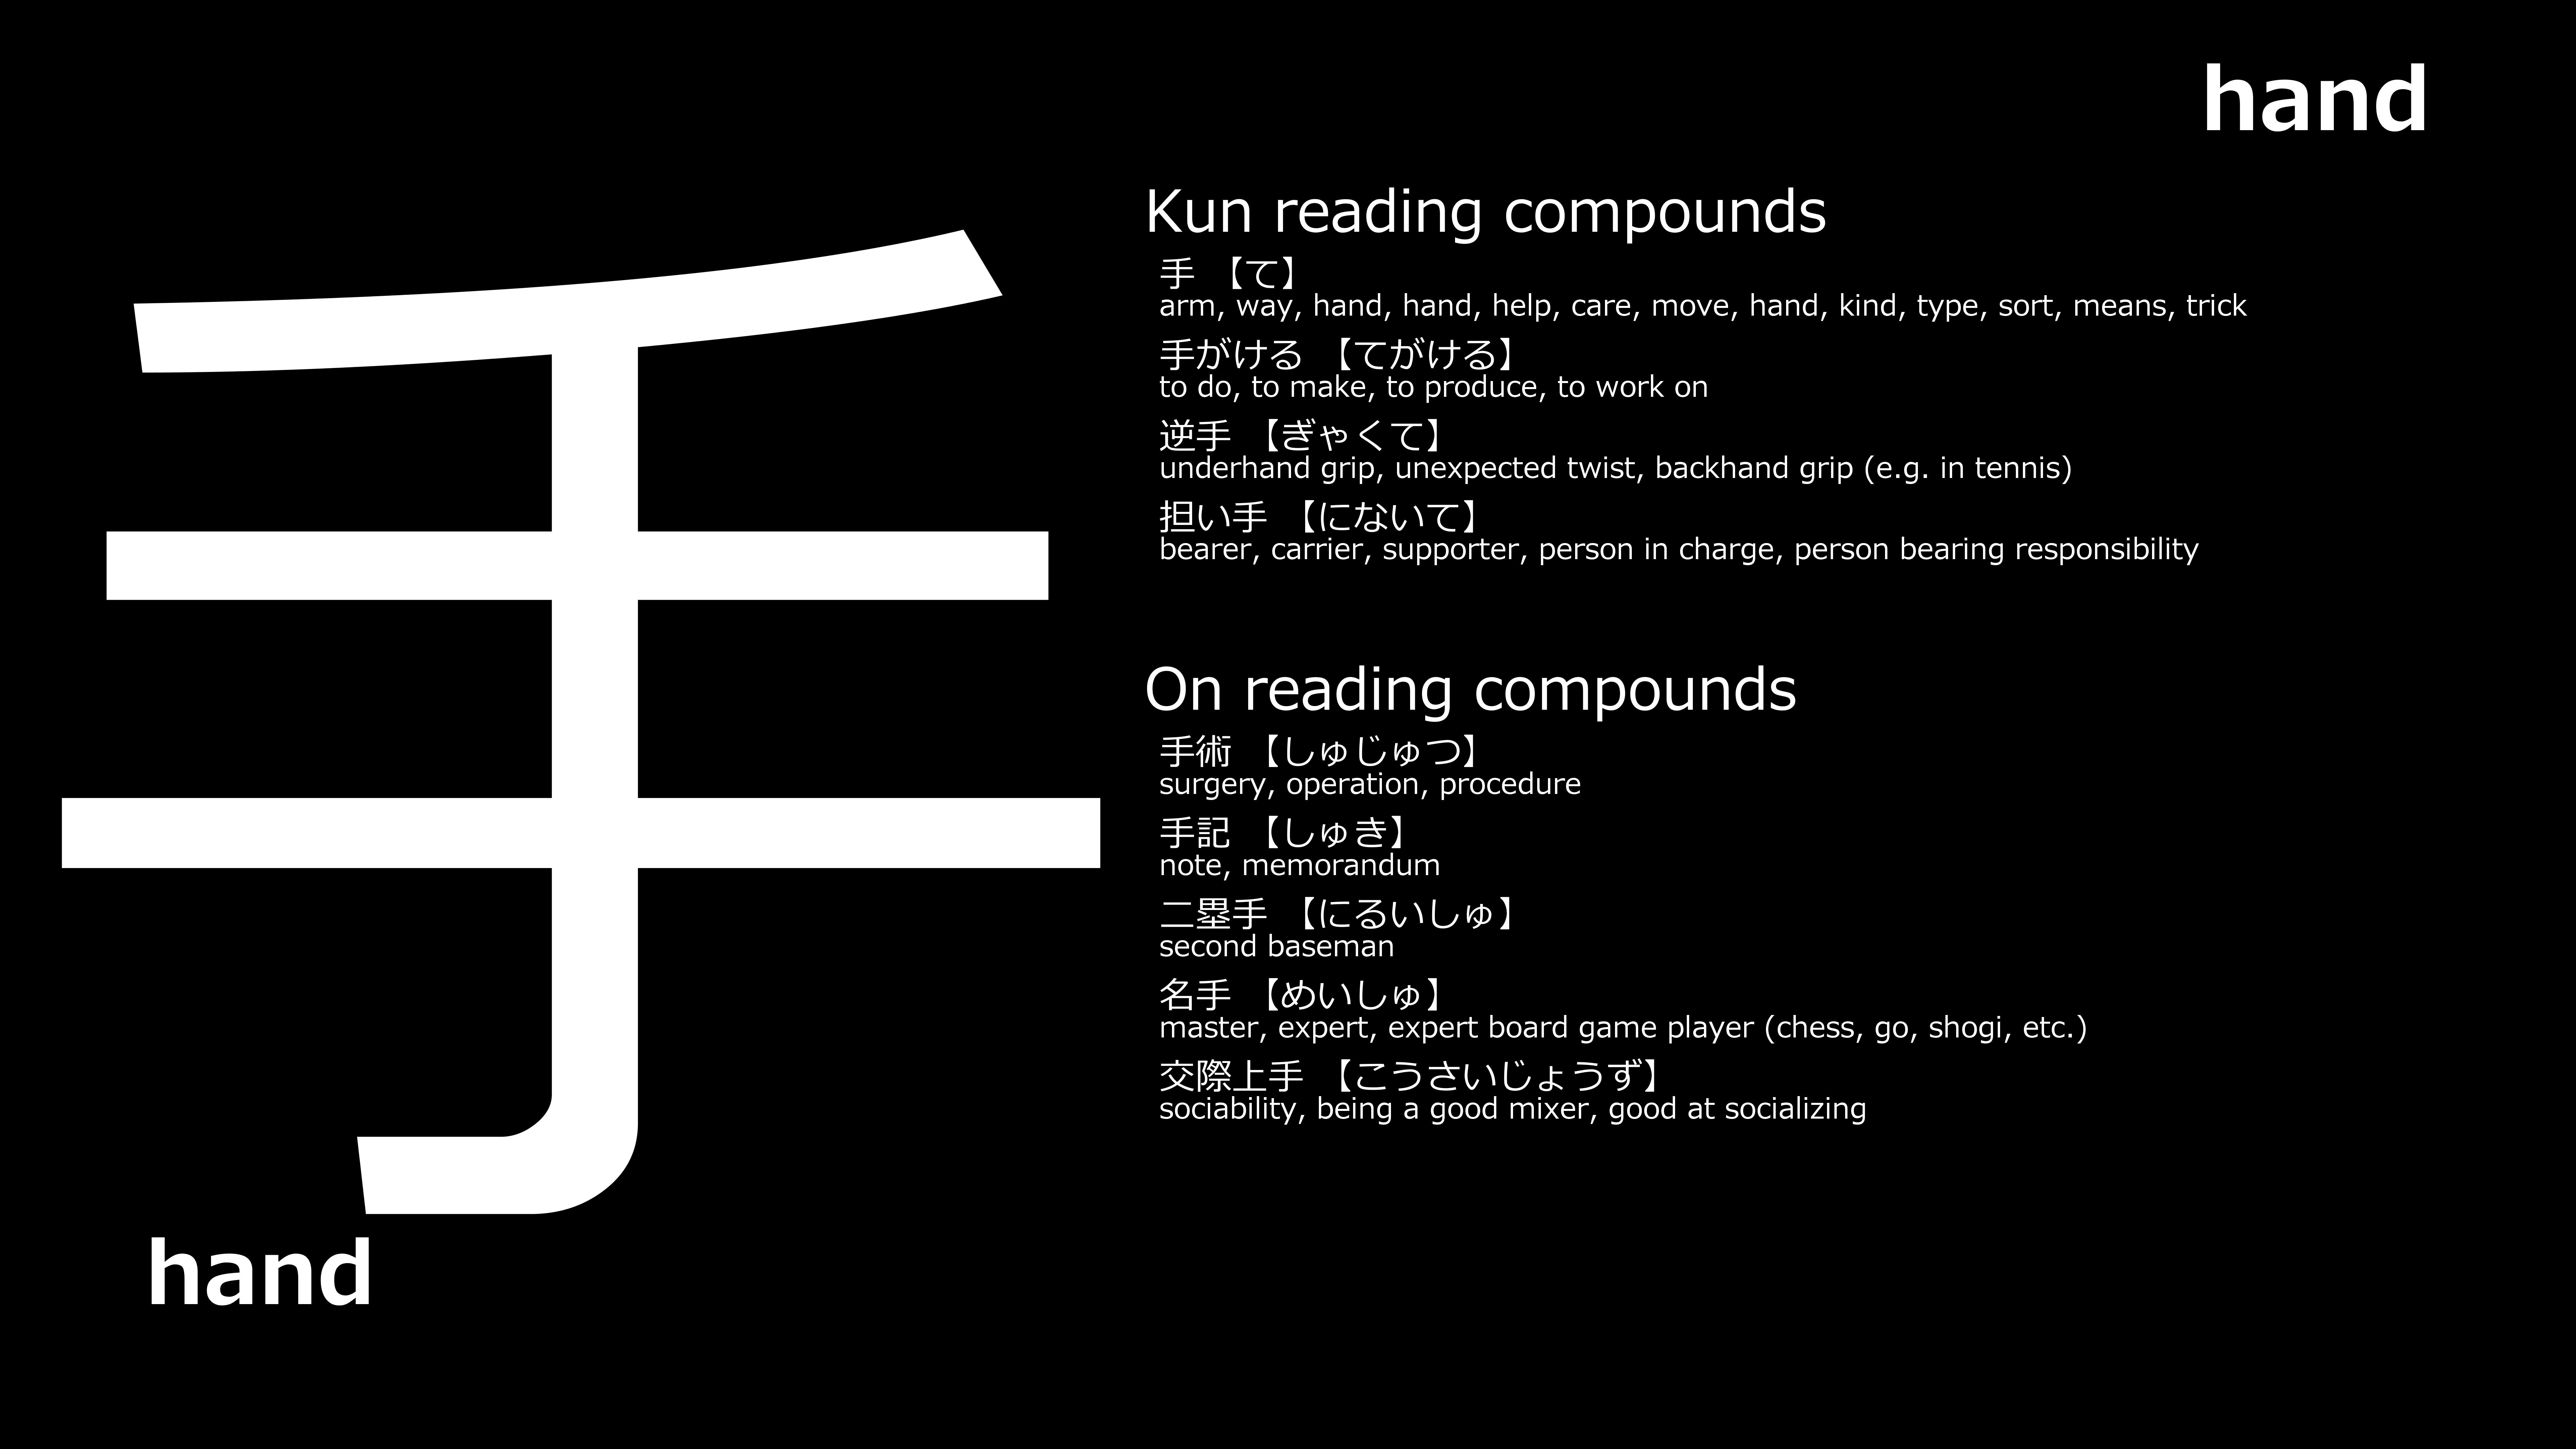 hand
手
hand
Kun reading compounds
手 【て】
arm, way, hand, hand, help, care, move, hand, kind, type, sort, means, trick
手がける 【てがける】
to do, to make, to produce, to work on
逆手 【ぎゃくて】
underhand grip, unexpected twist, backhand grip (e.g. in tennis)
担い手 【にないて】
bearer, carrier, supporter, person in charge, person bearing responsibility
On reading compounds
手術 【しゅじゅつ】
surgery, operation, procedure
手記 【しゅき】
note, memorandum
二塁手 【にるいしゅ】
second baseman
名手 【めいしゅ】
master, expert, expert board game player (chess, go, shogi, etc.)
交際上手 【こうさいじょうず】
sociability, being a good mixer, good at socializing